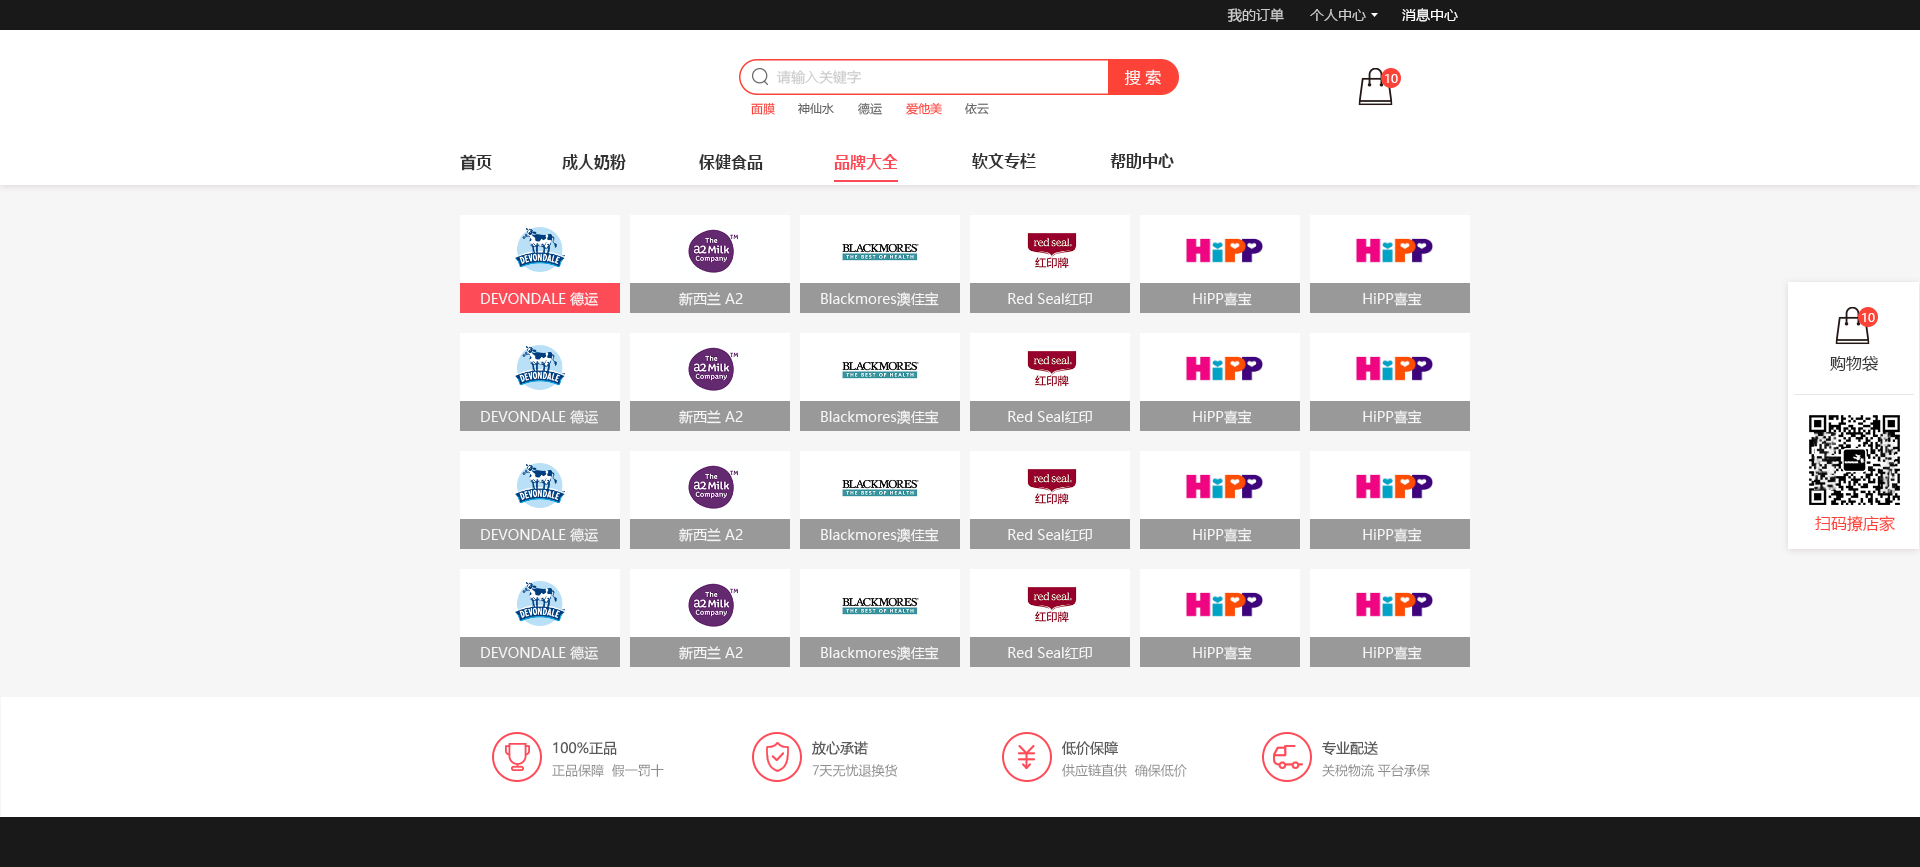 我的订单 个人中心 消息中心
请输入关键字 搜 索 10
面膜 神仙水 德运 爱他美 依云
首页 成人奶粉 保健食品 品牌大全 软文专栏 帮助中心
DEVONDALE The a2 Milk Company™ BLACKMORES® THE BEST OF HEALTH red seal. 红印牌 HiPP HiPP
DEVONDALE 德运 新西兰 A2 Blackmores澳佳宝 Red Seal红印 HiPP喜宝 HiPP喜宝
DEVONDALE The a2 Milk Company™ BLACKMORES® THE BEST OF HEALTH red seal. 红印牌 HiPP HiPP
DEVONDALE 德运 新西兰 A2 Blackmores澳佳宝 Red Seal红印 HiPP喜宝 HiPP喜宝
DEVONDALE The a2 Milk Company™ BLACKMORES® THE BEST OF HEALTH red seal. 红印牌 HiPP HiPP
DEVONDALE 德运 新西兰 A2 Blackmores澳佳宝 Red Seal红印 HiPP喜宝 HiPP喜宝
DEVONDALE The a2 Milk Company™ BLACKMORES® THE BEST OF HEALTH red seal. 红印牌 HiPP HiPP
DEVONDALE 德运 新西兰 A2 Blackmores澳佳宝 Red Seal红印 HiPP喜宝 HiPP喜宝
10
购物袋
扫码撩店家
100%正品 放心承诺 低价保障 专业配送
正品保障 假一罚十 7天无忧退换货 供应链直供 确保低价 关税物流 平台承保